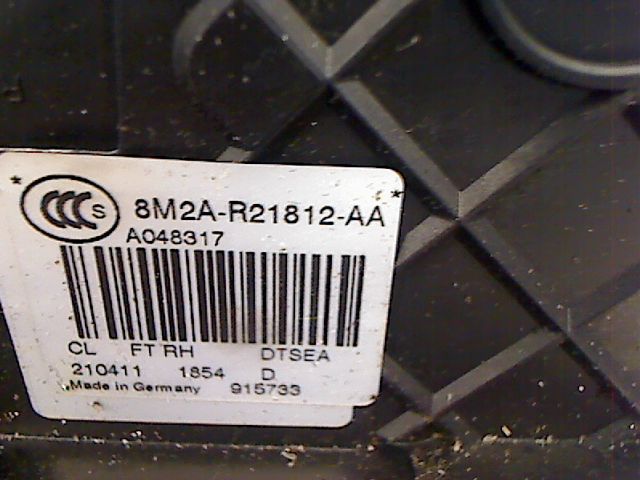 * CCC S 8M2A-R21812-AA *
A048317
CL FT RH DTSEA
210411 1854 D
Made in Germany 915733